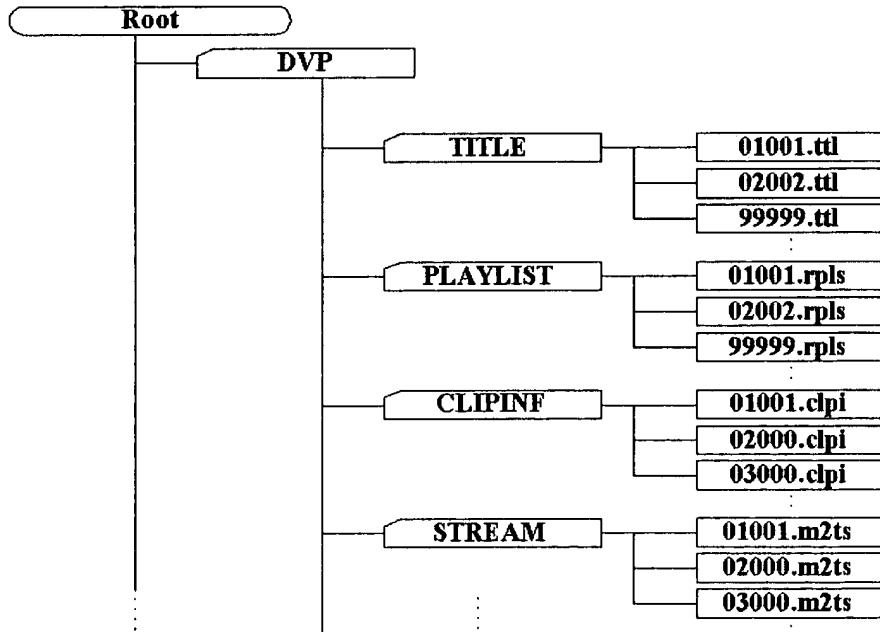 Root
DVP
TITLE
01001.ttl
02002.ttl
99999.ttl
PLAYLIST
01001.rpls
02002.rpls
99999.rpls
CLIPINF
01001.clpi
02000.clpi
03000.clpi
STREAM
01001.m2ts
02000.m2ts
03000.m2ts